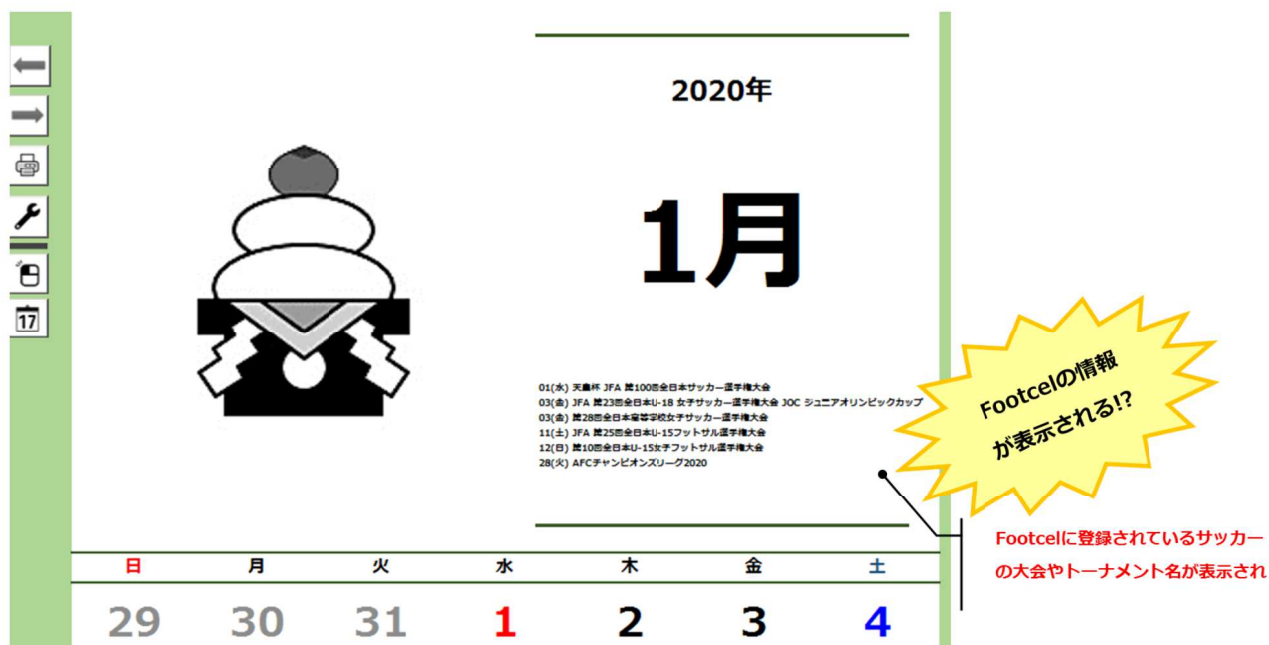 2020年
1月
01(水) 天皇杯 JFA 第100回全日本サッカー選手権大会
03(金) JFA 第23回全日本U-18 女子サッカー選手権大会 JOC ジュニアオリンピックカップ
03(金) 第28回全日本高等学校女子サッカー選手権大会
11(土) JFA 第25回全日本U-15フットサル選手権大会
12(日) 第10回全日本U-15女子フットサル選手権大会
28(火) AFCチャンピオンズリーグ2020
Footcelの情報
が表示される!?
Footcelに登録されているサッカー
の大会やトーナメント名が表示され
日 月 火 水 木 金 土
29 30 31 1 2 3 4
17